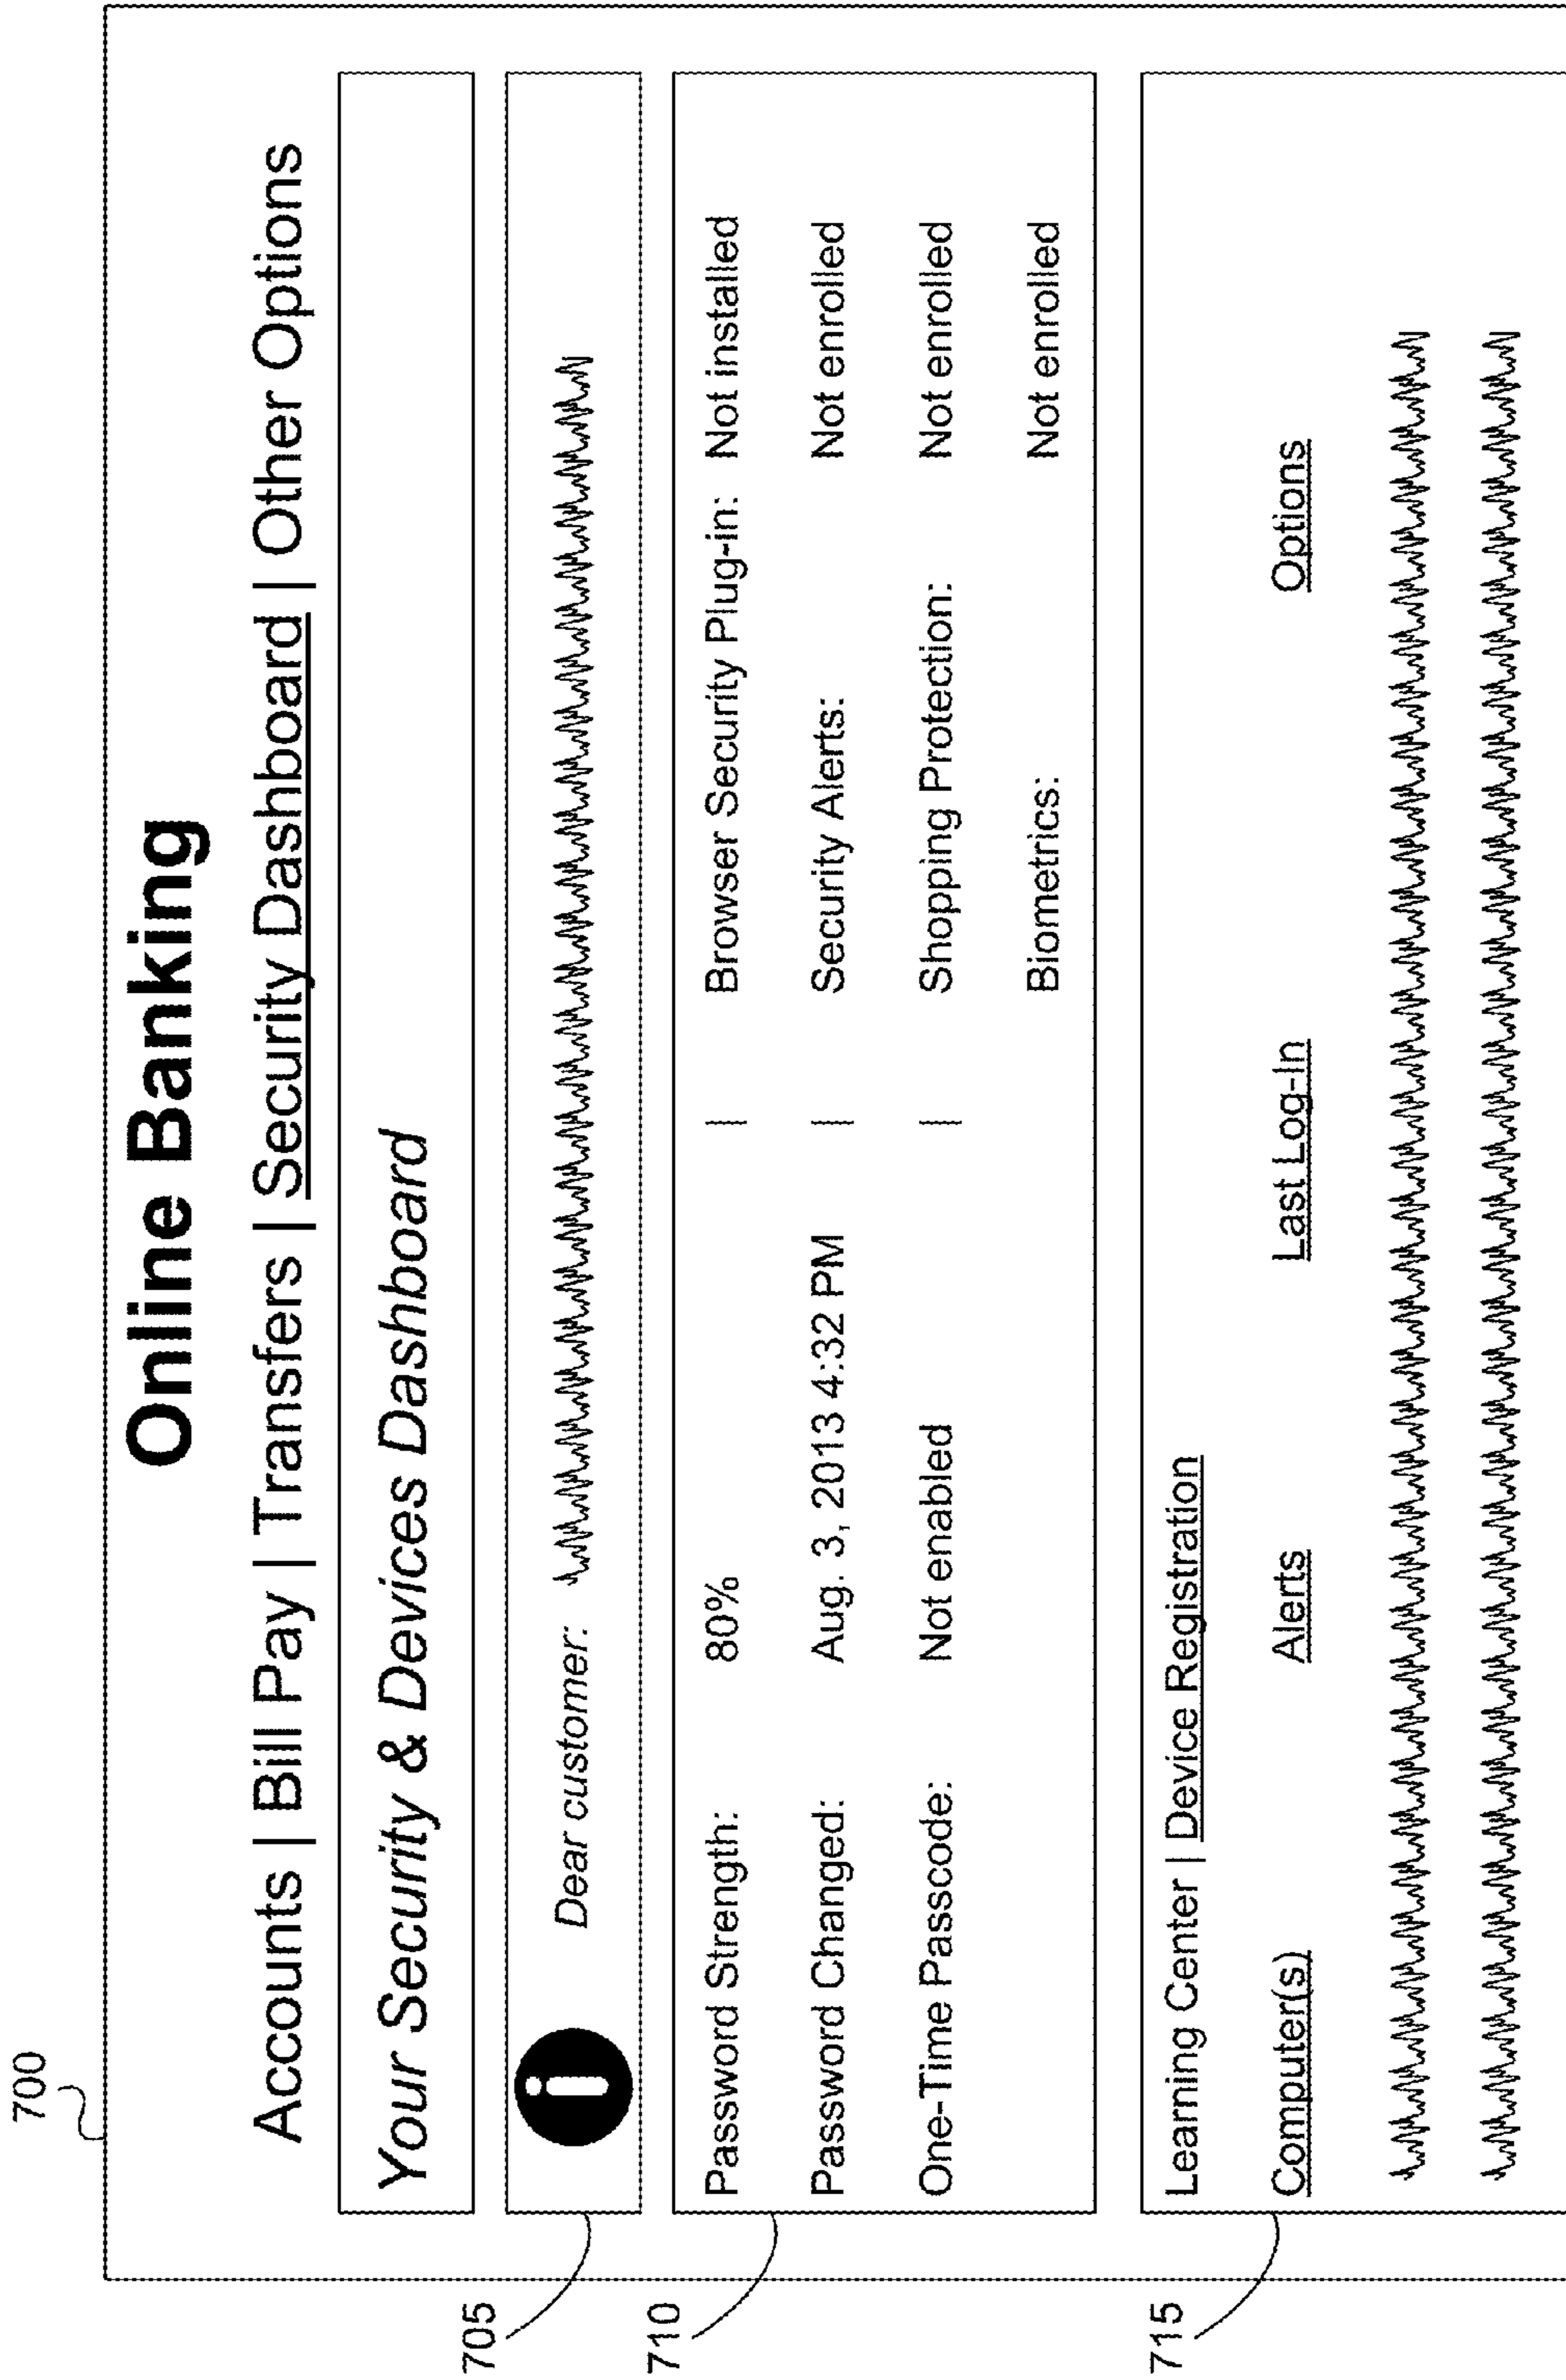 700
Online Banking
Accounts | Bill Pay | Transfers | Security Dashboard | Other Options
Your Security & Devices Dashboard
705
i Dear customer:
710
Password Strength: 80% | Browser Security Plug-in: Not installed
Password Changed: Aug. 3, 2013 4:32 PM | Security Alerts: Not enrolled
One-Time Passcode: Not enabled | Shopping Protection: Not enrolled
Biometrics: Not enrolled
715
Learning Center | Device Registration
Computer(s) Alerts Last Log-In Options